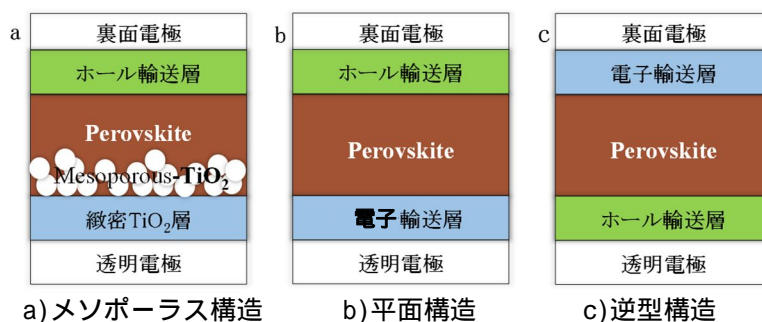 a
裏面電極
ホール輸送層
Perovskite
Mesoporous-TiO₂
緻密TiO₂層
透明電極
a)メソポーラス構造
b
裏面電極
ホール輸送層
Perovskite
電子輸送層
透明電極
b)平面構造
c
裏面電極
電子輸送層
Perovskite
ホール輸送層
透明電極
c)逆型構造